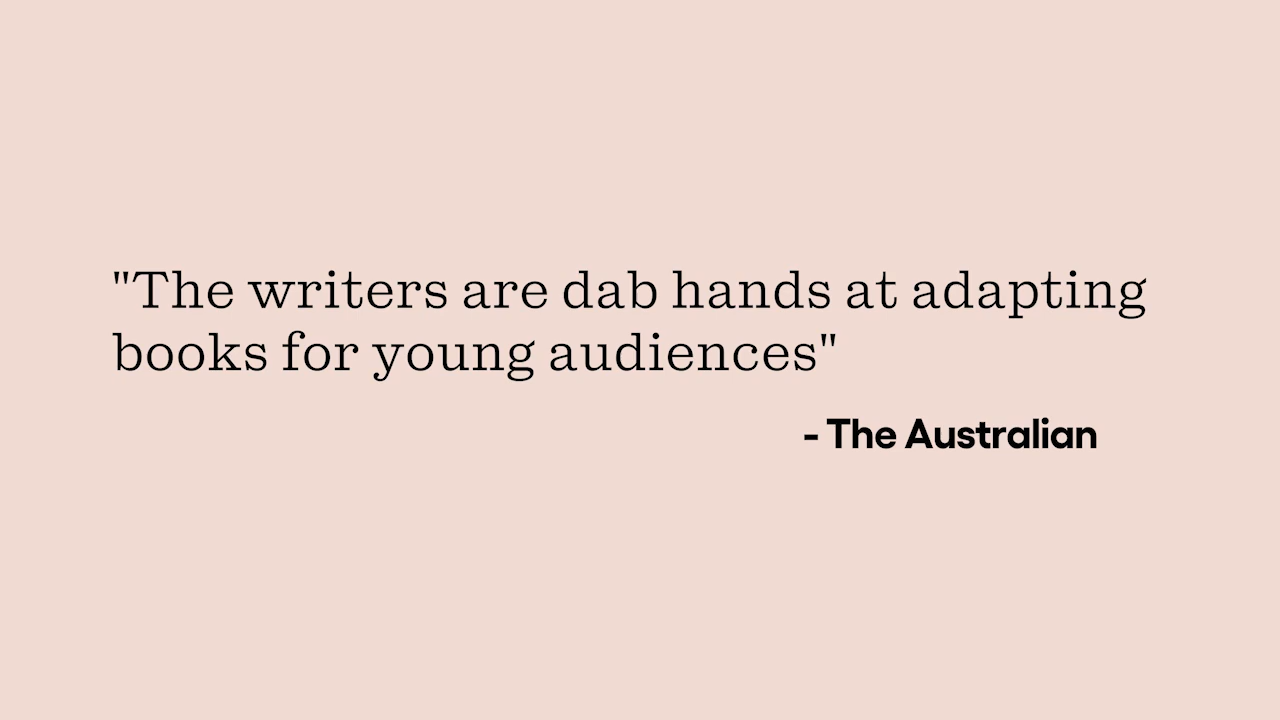 "The writers are dab hands at adapting
books for young audiences"
- The Australian